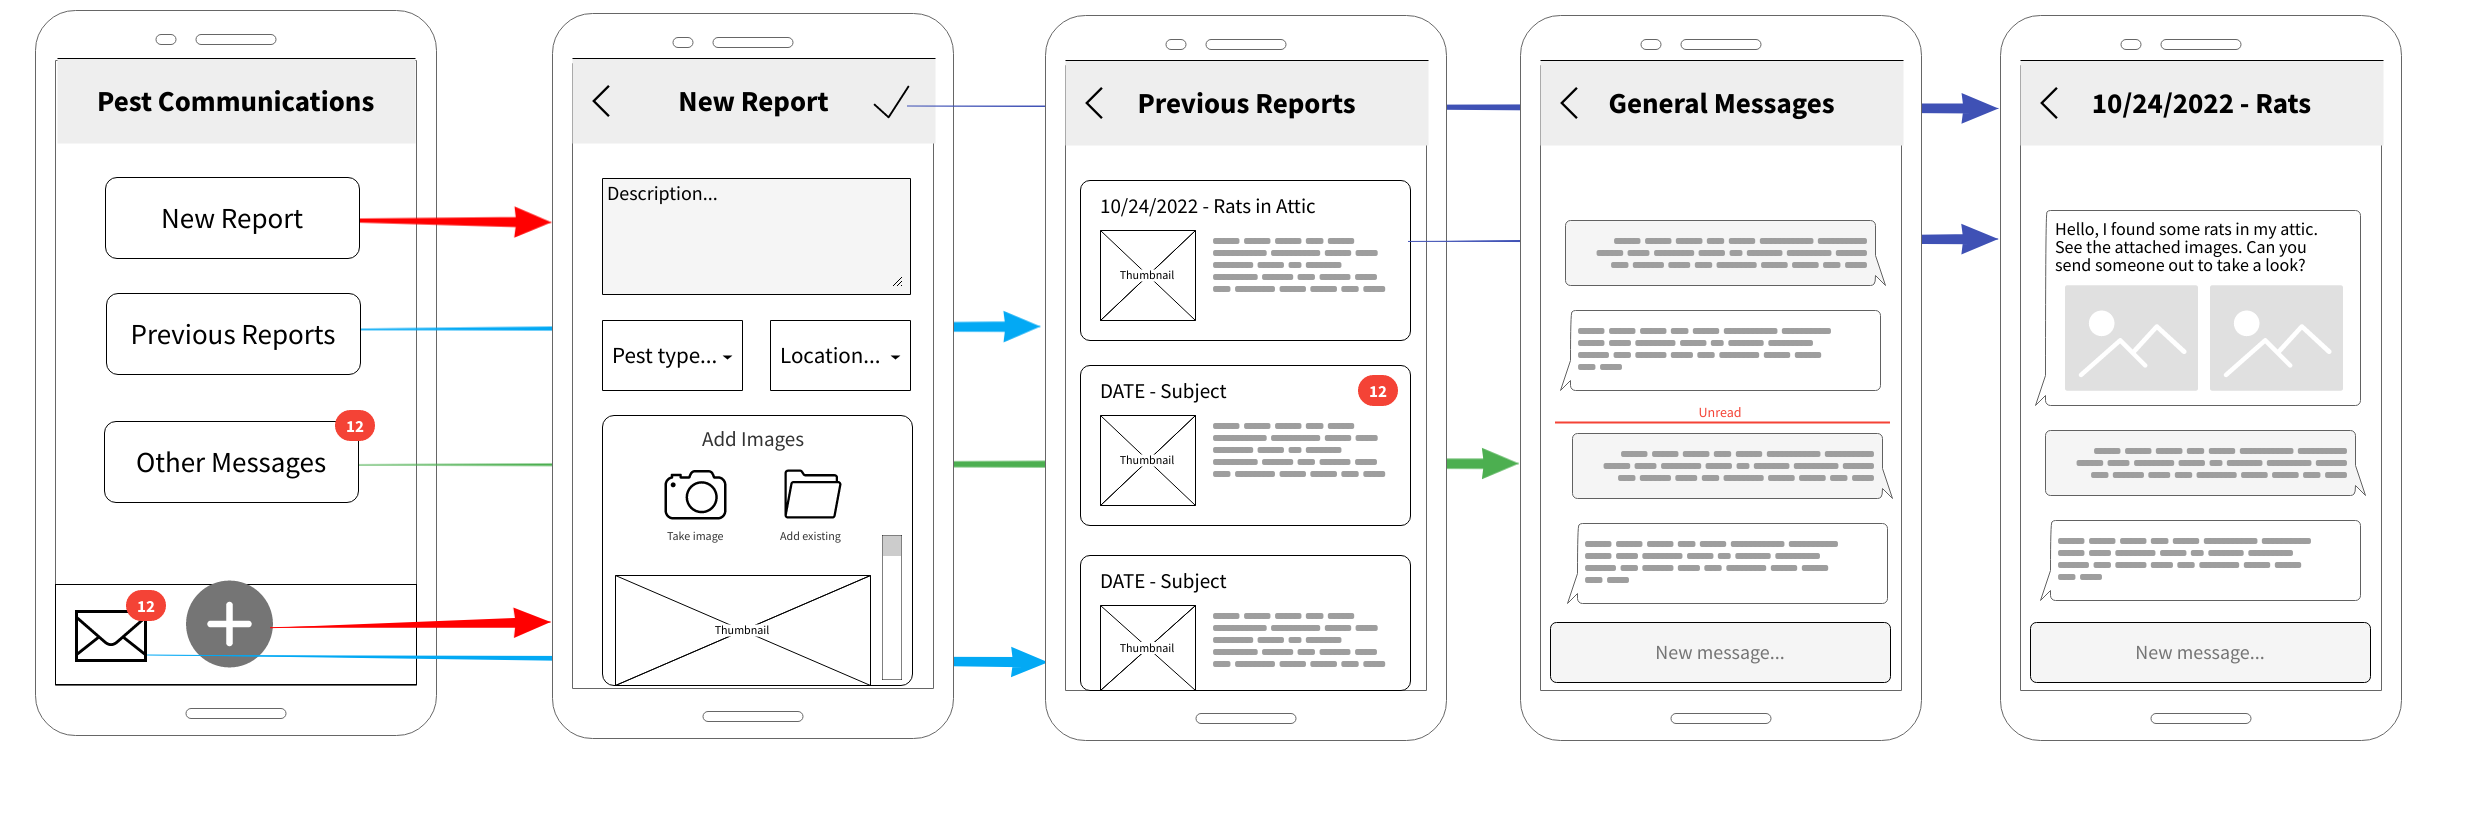 Pest Communications
New Report
Previous Reports
12
Other Messages
12
New Report
Description...
Pest type...
Location...
Add Images
Take image
Add existing
Thumbnail
Previous Reports
10/24/2022 - Rats in Attic
Thumbnail
DATE - Subject
12
Thumbnail
DATE - Subject
Thumbnail
General Messages
Unread
New message...
10/24/2022 - Rats
Hello, I found some rats in my attic.
See the attached images. Can you
send someone out to take a look?
New message...